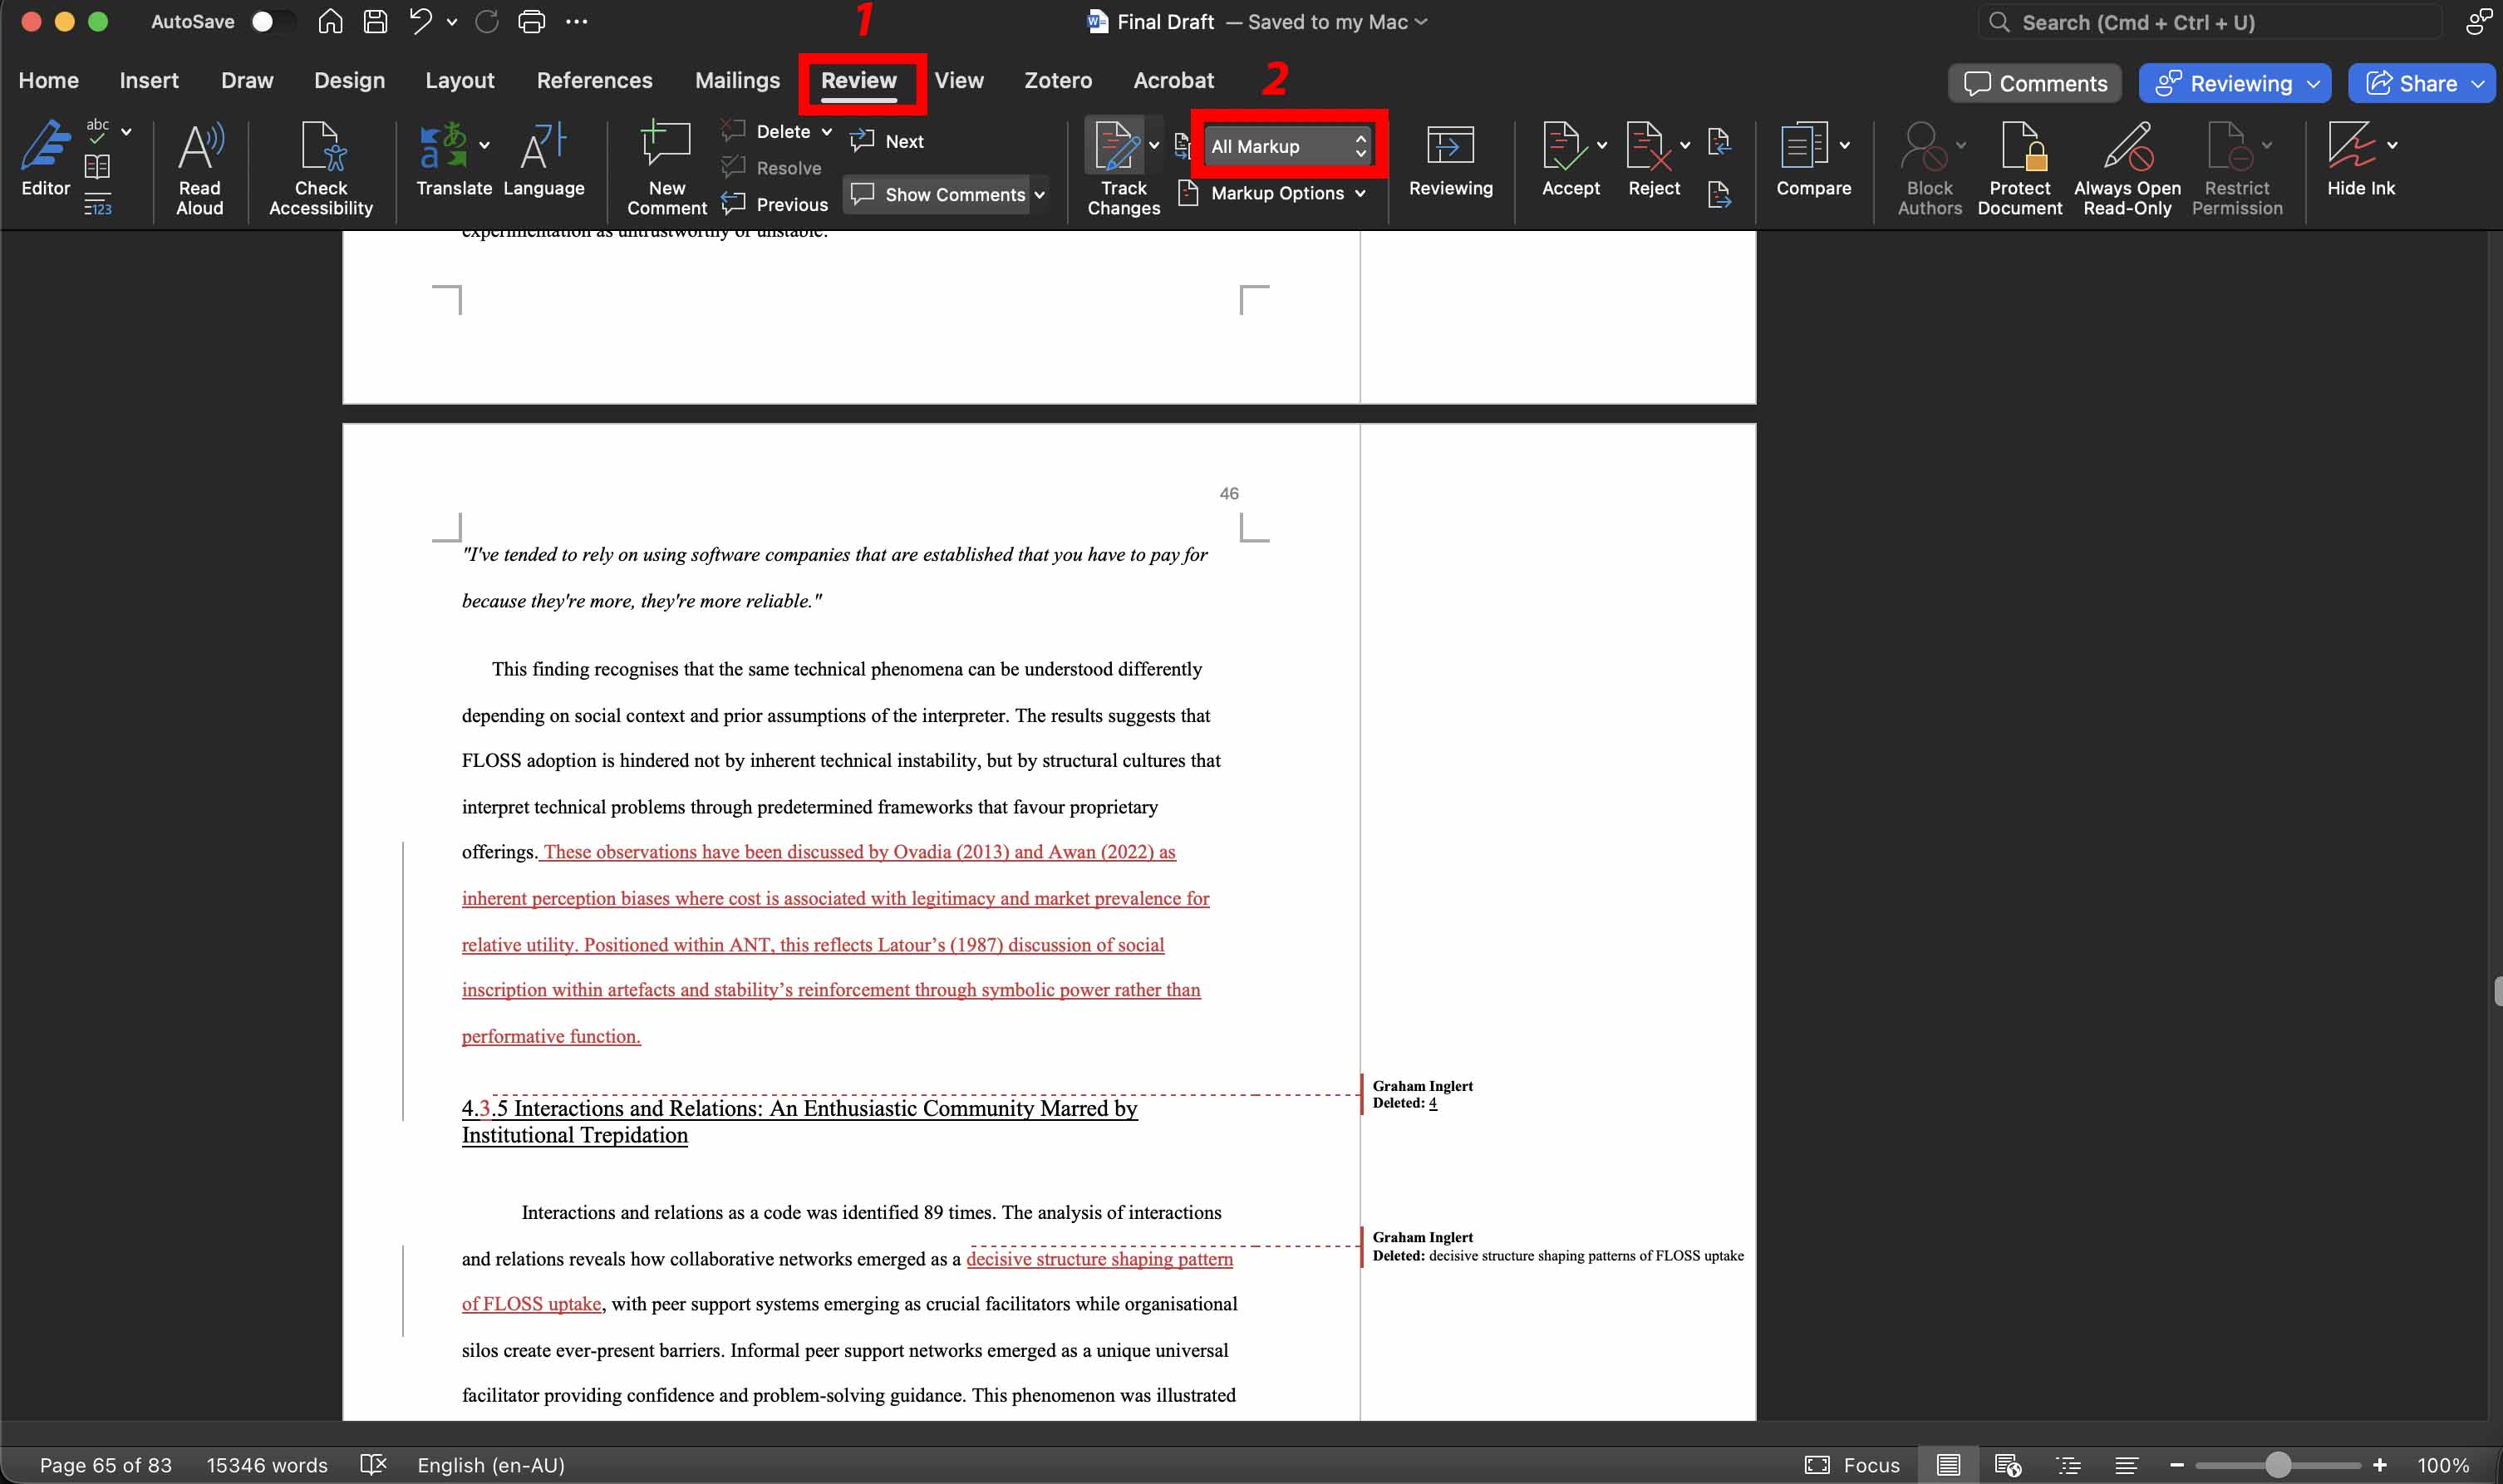 1
AutoSave
Final Draft — Saved to my Mac
Search (Cmd + Ctrl + U)
Home Insert Draw Design Layout References Mailings Review View Zotero Acrobat
2
Comments Reviewing Share
Editor
abc
123
Read
Aloud
Check
Accessibility
Translate
Language
New
Comment
Delete
Resolve
Previous
Next
Show Comments
Track
Changes
All Markup
Markup Options
Reviewing
Accept
Reject
Compare
Block
Authors
Protect
Document
Always Open
Read-Only
Restrict
Permission
Hide Ink
experimentation as untrustworthy or unstable.
46
"I've tended to rely on using software companies that are established that you have to pay for
because they're more, they're more reliable."
This finding recognises that the same technical phenomena can be understood differently
depending on social context and prior assumptions of the interpreter. The results suggests that
FLOSS adoption is hindered not by inherent technical instability, but by structural cultures that
interpret technical problems through predetermined frameworks that favour proprietary
offerings. These observations have been discussed by Ovadia (2013) and Awan (2022) as
inherent perception biases where cost is associated with legitimacy and market prevalence for
relative utility. Positioned within ANT, this reflects Latour’s (1987) discussion of social
inscription within artefacts and stability’s reinforcement through symbolic power rather than
performative function.
4.3.5 Interactions and Relations: An Enthusiastic Community Marred by
Institutional Trepidation
Graham Inglert
Deleted: 4
Interactions and relations as a code was identified 89 times. The analysis of interactions
and relations reveals how collaborative networks emerged as a decisive structure shaping pattern
of FLOSS uptake, with peer support systems emerging as crucial facilitators while organisational
silos create ever-present barriers. Informal peer support networks emerged as a unique universal
facilitator providing confidence and problem-solving guidance. This phenomenon was illustrated
Graham Inglert
Deleted: decisive structure shaping patterns of FLOSS uptake
Page 65 of 83 15346 words English (en-AU)
Focus
100%